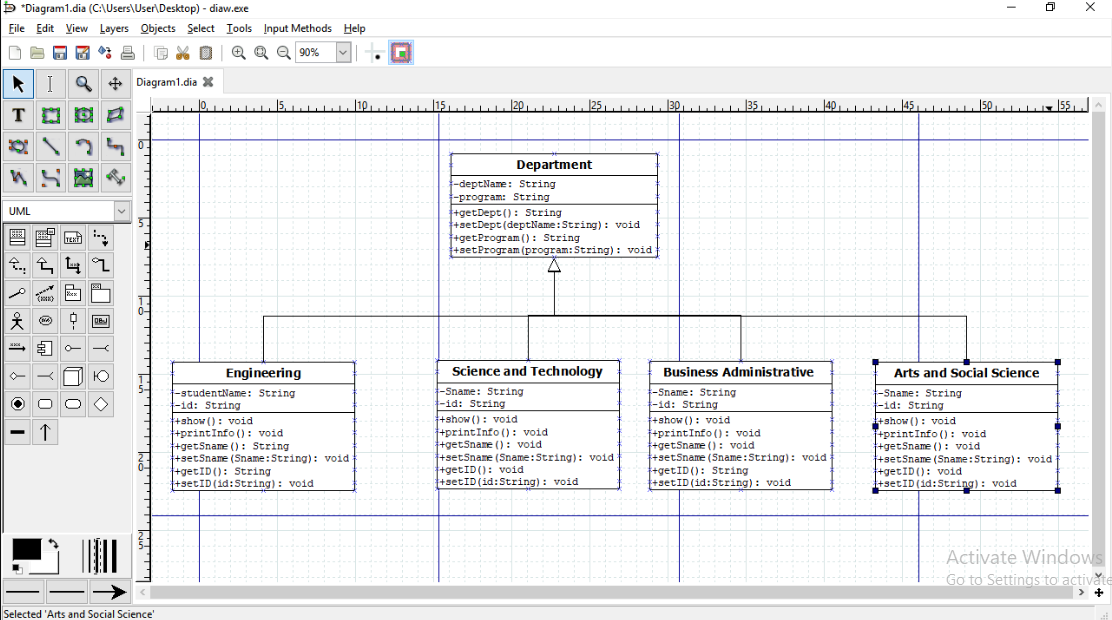 *Diagram1.dia (C:\Users\User\Desktop) - diaw.exe
File Edit View Layers Objects Select Tools Input Methods Help
90%
Diagram1.dia
0 5 10 15 20 25 30 35 40 45 50 55
0
5
10
15
20
25
UML
Department
-deptName: String
-program: String
+getDept(): String
+setDept(deptName:String): void
+getProgram(): String
+setProgram(program:String): void
Engineering
-studentName: String
-id: String
+show(): void
+printInfo(): void
+getSname(): String
+setSname(Sname:String): void
+getID(): String
+setID(id:String): void
Science and Technology
-Sname: String
-id: String
+show(): void
+printInfo(): void
+getSname(): void
+setSname(Sname:String): void
+getID(): void
+setID(id:String): void
Business Administrative
-Sname: String
-id: String
+show(): void
+printInfo(): void
+getSname(): void
+setSname(Sname:String): void
+getID(): String
+setID(id:String): void
Arts and Social Science
-Sname: String
-id: String
+show(): void
+printInfo(): void
+getSname(): void
+setSname(Sname:String): void
+getID(): void
+setID(id:String): void
Activate Windows
Go to Settings to activate
Selected 'Arts and Social Science'